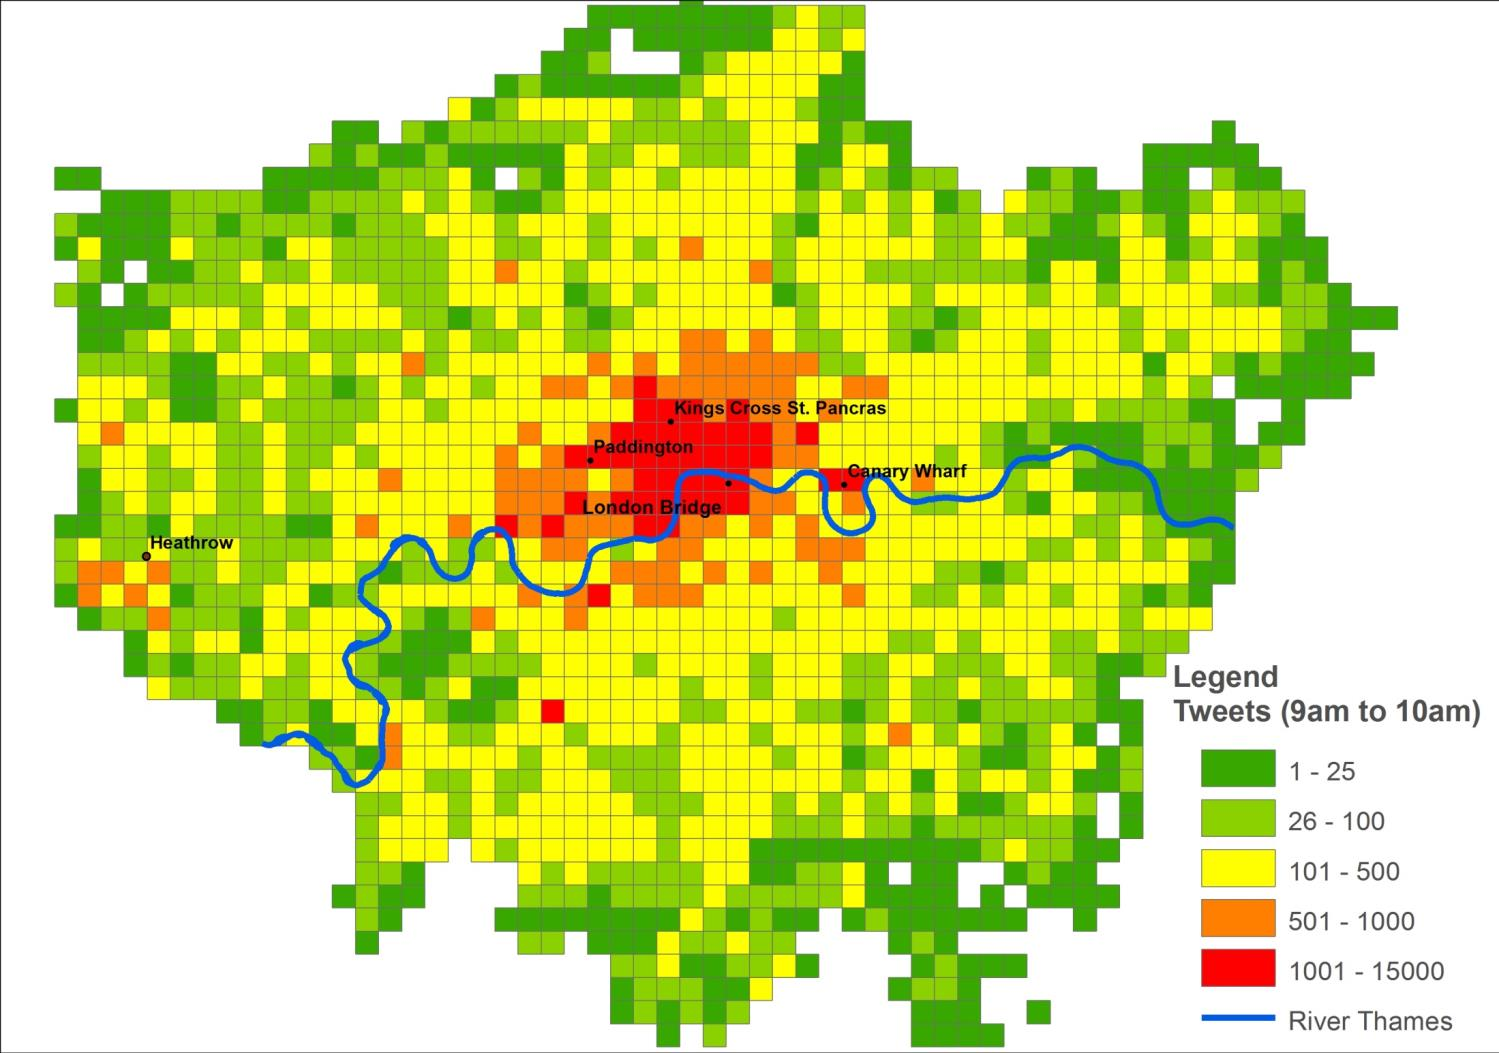 Kings Cross St. Pancras
Paddington
Canary Wharf
London Bridge
Heathrow
Legend
Tweets (9am to 10am)
1 - 25
26 - 100
101 - 500
501 - 1000
1001 - 15000
River Thames